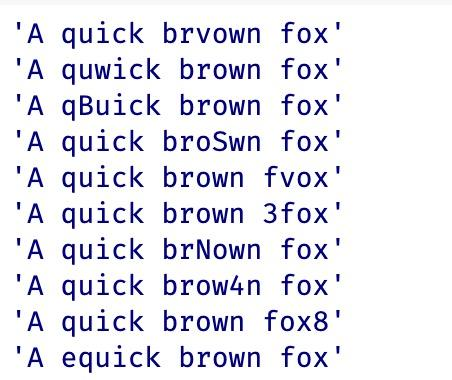 'A quick brvown fox'
'A quwick brown fox'
'A qBuick brown fox'
'A quick broSwn fox'
'A quick brown fvox'
'A quick brown 3fox'
'A quick brNown fox'
'A quick brow4n fox'
'A quick brown fox8'
'A equick brown fox'